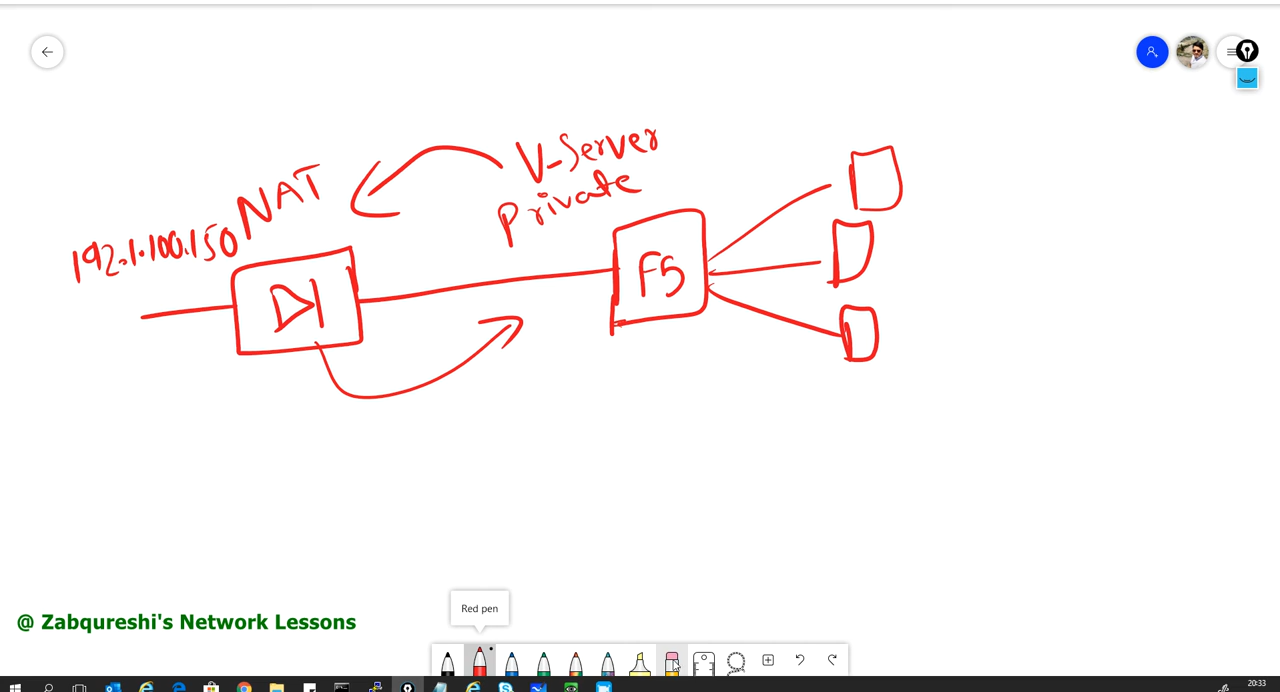 V-Server
Private
NAT
192.1.100.150
F5
@ Zabqureshi's Network Lessons
Red pen
20:33